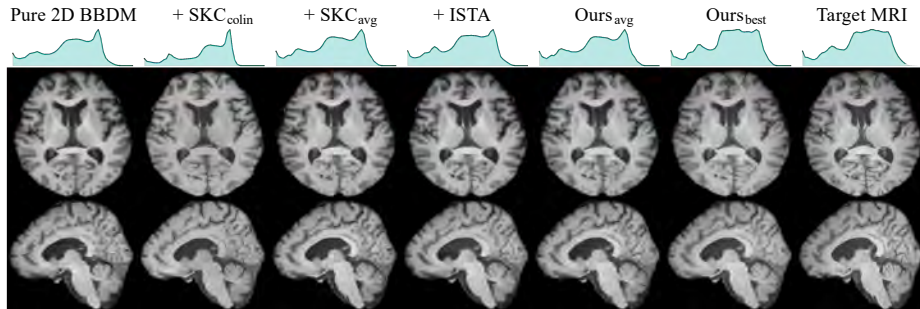 Pure 2D BBDM + SKCcolin + SKCavg + ISTA Oursavg Oursbest Target MRI